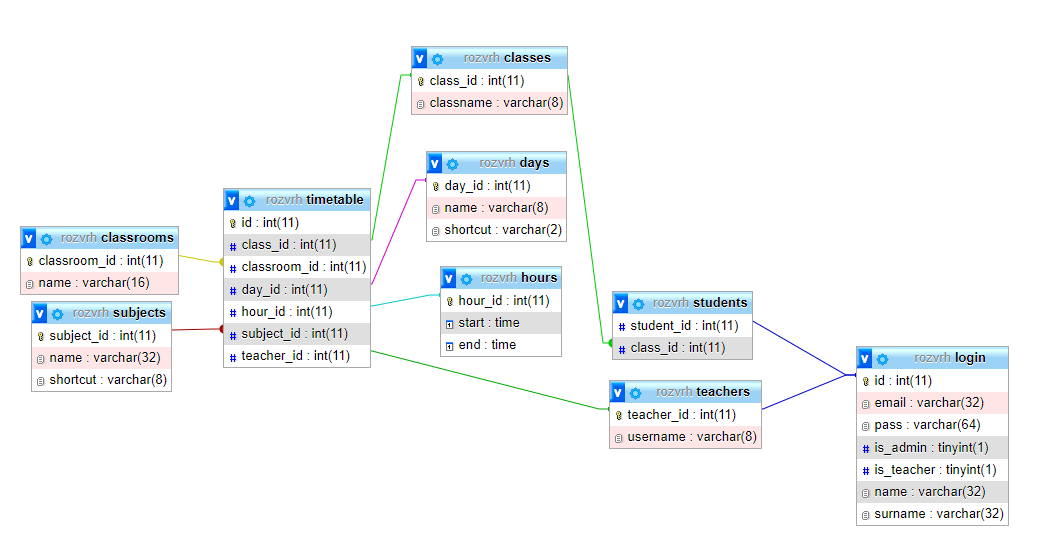 rozvrh classes
class_id : int(11)
classname : varchar(8)
rozvrh days
day_id : int(11)
name : varchar(8)
shortcut : varchar(2)
rozvrh timetable
id : int(11)
class_id : int(11)
classroom_id : int(11)
day_id : int(11)
hour_id : int(11)
subject_id : int(11)
teacher_id : int(11)
rozvrh classrooms
classroom_id : int(11)
name : varchar(16)
rozvrh subjects
subject_id : int(11)
name : varchar(32)
shortcut : varchar(8)
rozvrh hours
hour_id : int(11)
start : time
end : time
rozvrh students
student_id : int(11)
class_id : int(11)
rozvrh teachers
teacher_id : int(11)
username : varchar(8)
rozvrh login
id : int(11)
email : varchar(32)
pass : varchar(64)
is_admin : tinyint(1)
is_teacher : tinyint(1)
name : varchar(32)
surname : varchar(32)